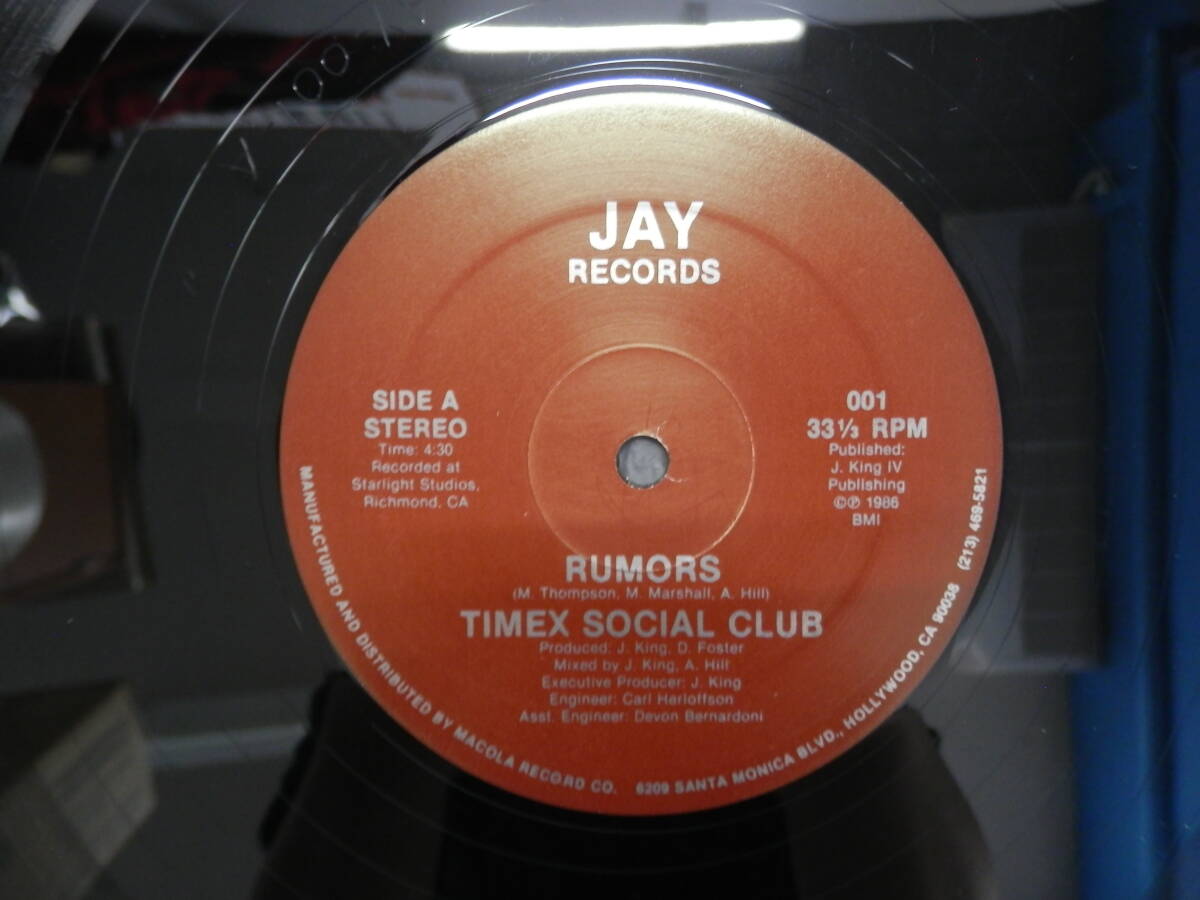 JAY
RECORDS
SIDE A
STEREO
Time: 4:30
Recorded at
Starlight Studios,
Richmond, CA
001
33 ⅓ RPM
Published:
J. King IV
Publishing
©℗ 1986
BMI
RUMORS
(M. Thompson, M. Marshall, A. Hill)
TIMEX SOCIAL CLUB
Produced: J. King, D. Foster
Mixed by J. King, A. Hill
Executive Producer: J. King
Engineer: Carl Herloffson
Asst. Engineer: Devon Bernardoni
MANUFACTURED AND DISTRIBUTED BY MACOLA RECORD CO. 6209 SANTA MONICA BLVD., HOLLYWOOD, CA 90038 (213) 469-5821